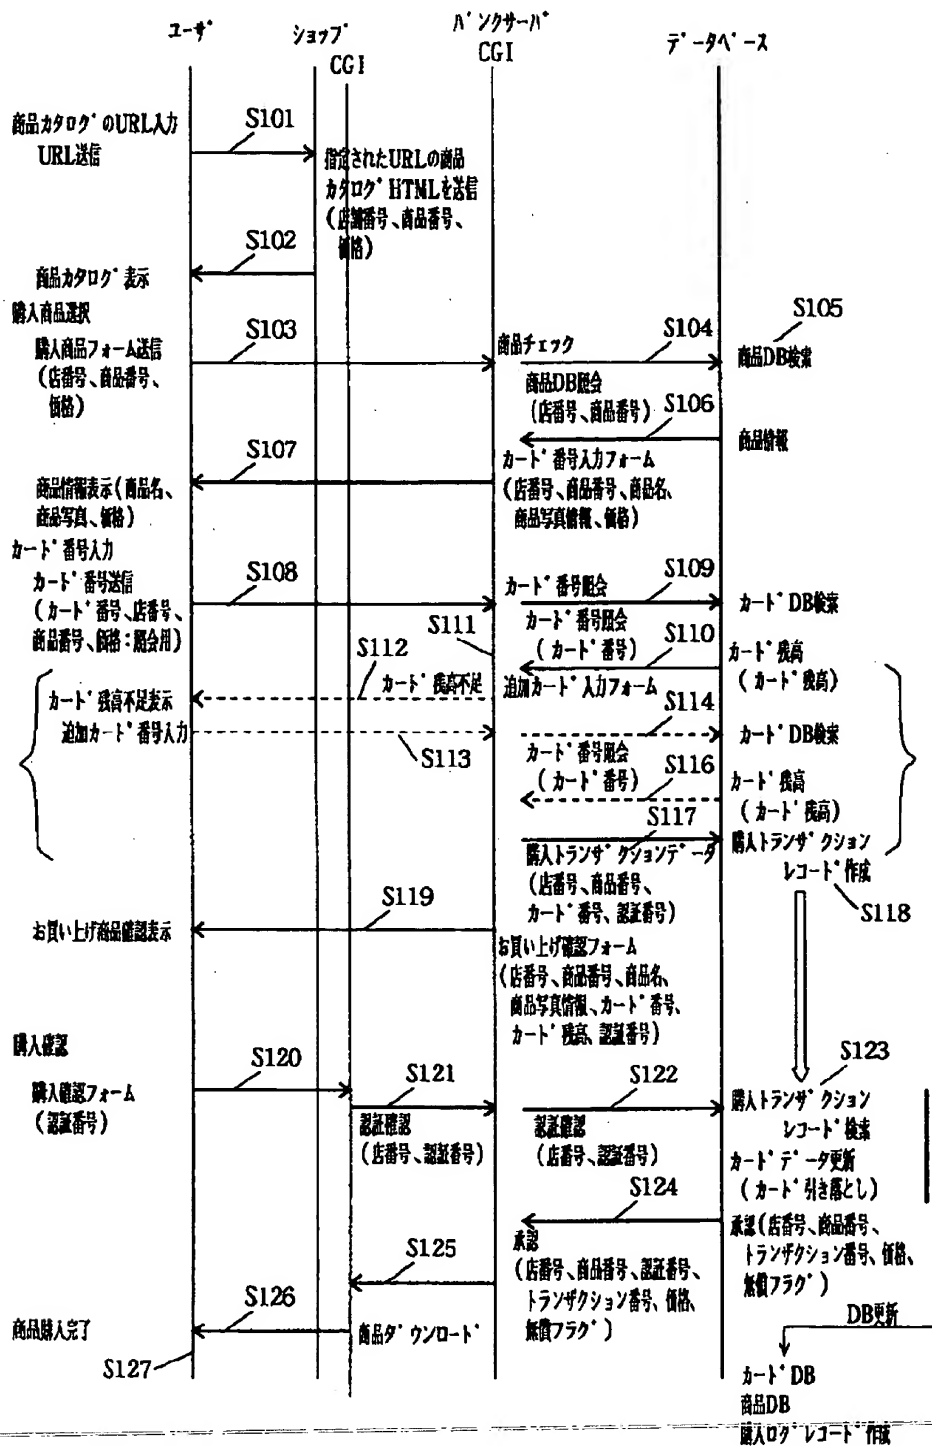 ユーザ
ショップ
CGI
バンクサーバ
CGI
データベース
商品カタログのURL入力
URL送信
S101
指定されたURLの商品
カタログHTMLを送信
(店舗番号、商品番号、
価格)
S102
商品カタログ表示
購入商品選択
購入商品フォーム送信
(店番号、商品番号、
価格)
S103
商品チェック
S104
S105
商品DB検索
商品DB照会
(店番号、商品番号)
S106
商品情報
S107
カード番号入力フォーム
(店番号、商品番号、商品名、
商品写真情報、価格)
商品情報表示(商品名、
商品写真、価格)
カード番号入力
カード番号送信
(カード番号、店番号、
商品番号、価格:照会用)
S108
カード番号照会
S109
カードDB検索
カード番号照会
(カード番号)
S110
S111
カード残高
(カード残高)
S112
カード残高不足
追加カード入力フォーム
カード残高不足表示
追加カード番号入力
S113
S114
カードDB検索
カード番号照会
(カード番号)
S116
カード残高
(カード残高)
S117
購入トランザクションデータ
(店番号、商品番号、
カード番号、認証番号)
購入トランザクション
レコード作成
S118
S119
お買い上げ商品確認表示
お買い上げ確認フォーム
(店番号、商品番号、商品名、
商品写真情報、カード番号、
カード残高、認証番号)
購入確認
購入確認フォーム
(認証番号)
S120
S121
認証確認
(店番号、認証番号)
S122
認証確認
(店番号、認証番号)
S123
購入トランザクション
レコード検索
カードデータ更新
(カード引き落とし)
S124
承認
(店番号、商品番号、認証番号、
トランザクション番号、価格、
無償フラグ)
承認(店番号、商品番号、
トランザクション番号、価格、
無償フラグ)
S125
S126
商品購入完了
商品ダウンロード
S127
DB更新
カードDB
商品DB
購入ログレコード作成